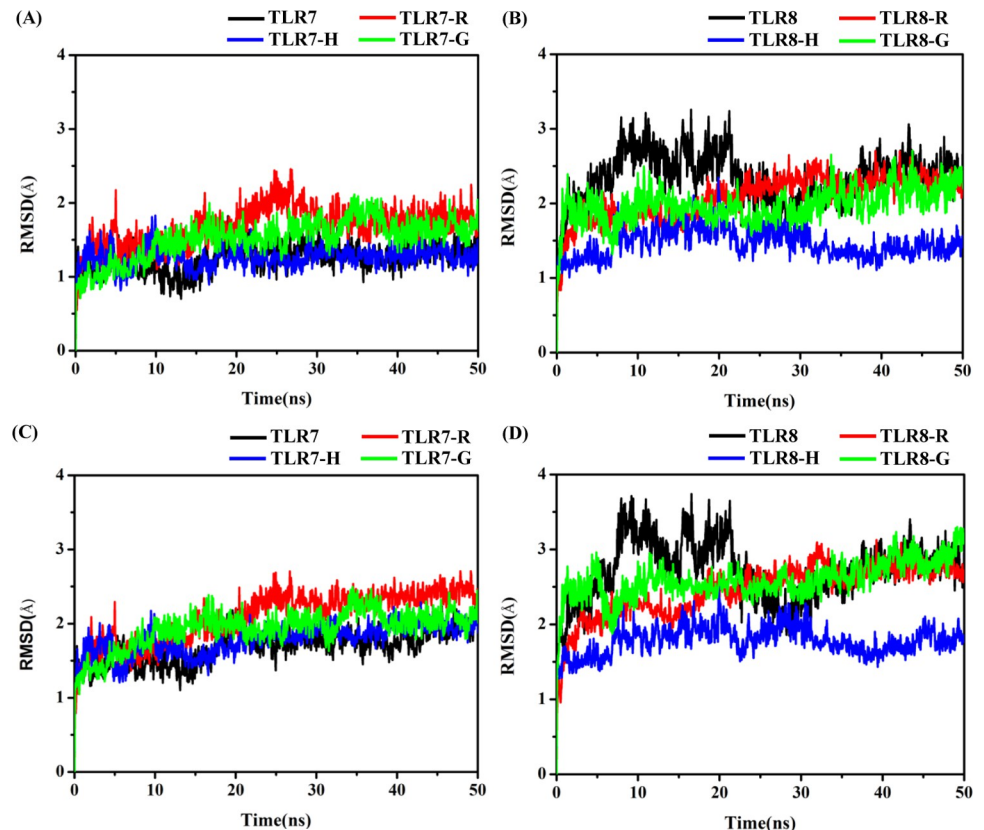 (A) TLR7 TLR7-R
TLR7-H TLR7-G
4
3
2
1
0
RMSD(Å)
0 10 20 30 40 50
Time(ns)
(B) TLR8 TLR8-R
TLR8-H TLR8-G
4
3
2
1
0
RMSD(Å)
0 10 20 30 40 50
Time(ns)
(C) TLR7 TLR7-R
TLR7-H TLR7-G
4
3
2
1
0
RMSD(Å)
0 10 20 30 40 50
Time(ns)
(D) TLR8 TLR8-R
TLR8-H TLR8-G
4
3
2
1
0
RMSD(Å)
0 10 20 30 40 50
Time(ns)